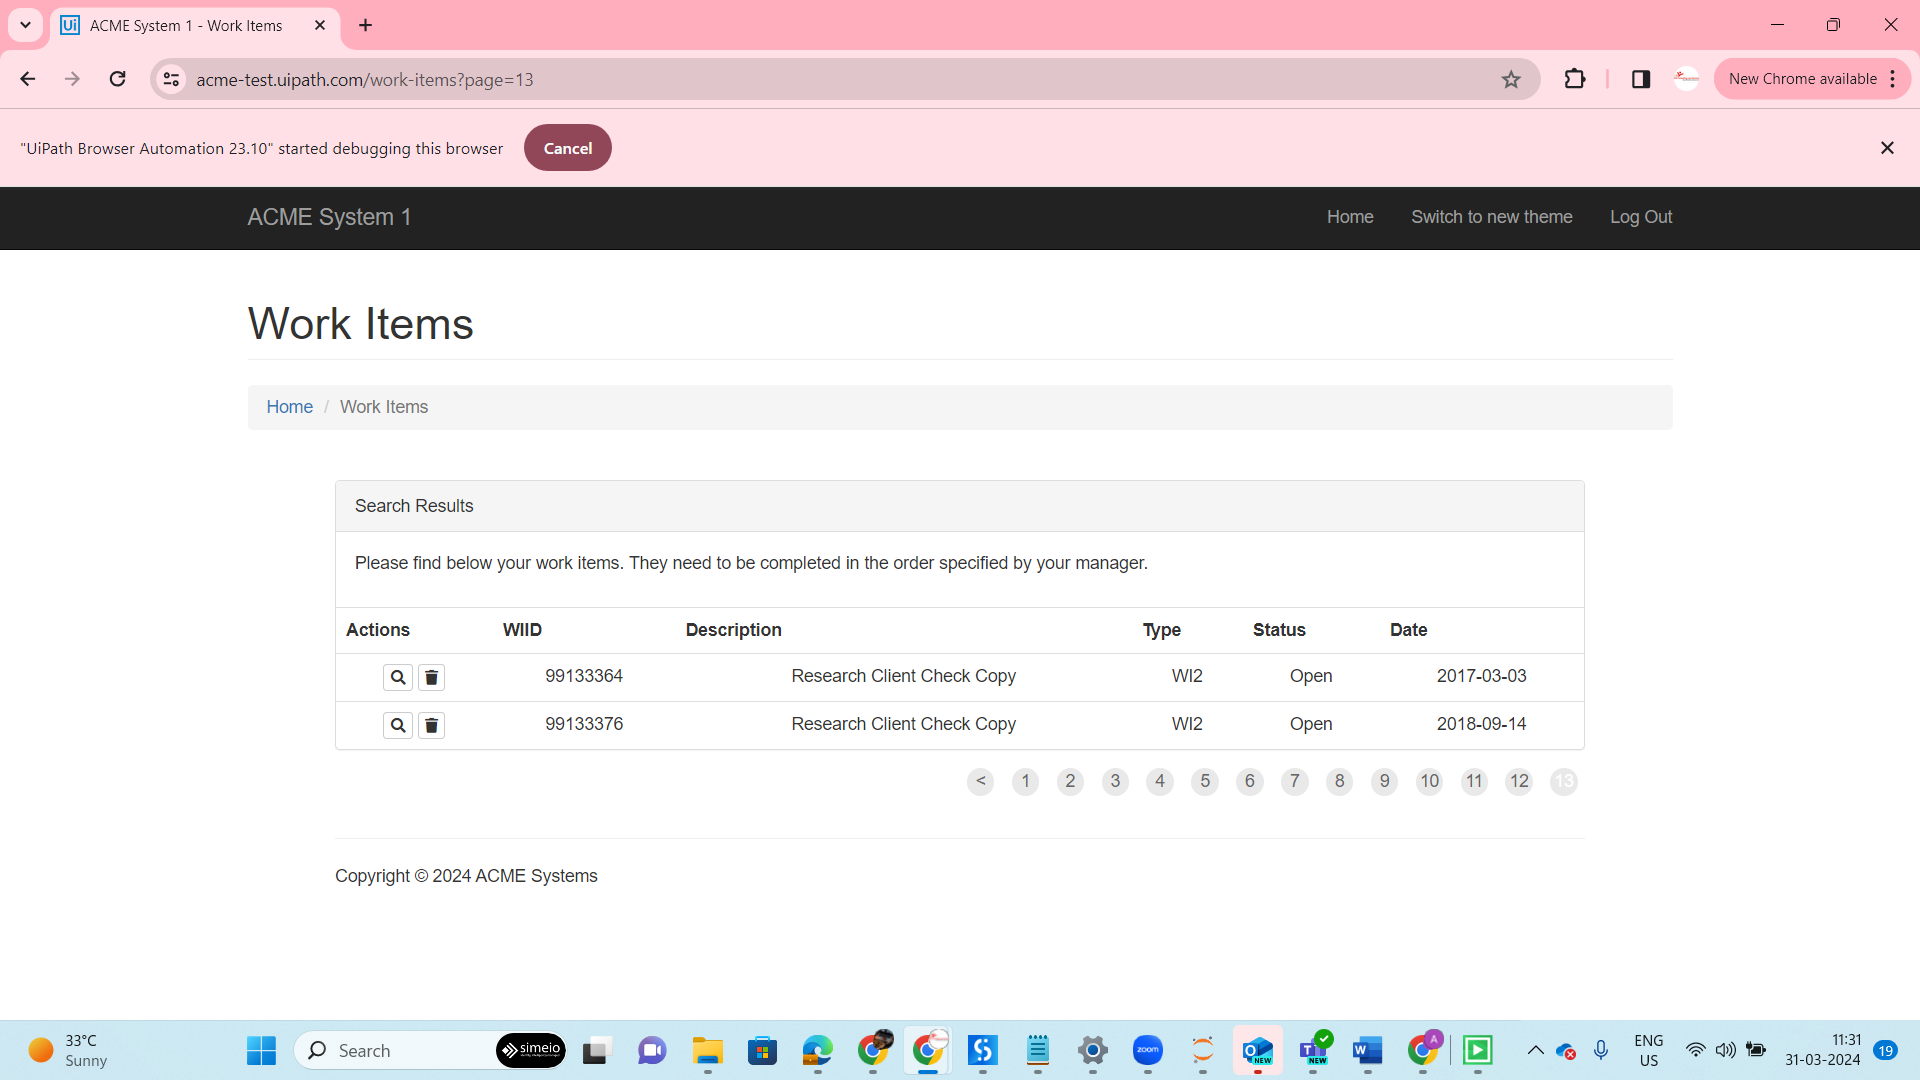 Ui ACME System 1 - Work Items
acme-test.uipath.com/work-items?page=13
New Chrome available
"UiPath Browser Automation 23.10" started debugging this browser
Cancel
ACME System 1
Home
Switch to new theme
Log Out
Work Items
Home / Work Items
Search Results
Please find below your work items. They need to be completed in the order specified by your manager.
Actions WIID Description Type Status Date
99133364 Research Client Check Copy WI2 Open 2017-03-03
99133376 Research Client Check Copy WI2 Open 2018-09-14
< 1 2 3 4 5 6 7 8 9 10 11 12 13
Copyright © 2024 ACME Systems
33°C
Sunny
Search
simeio
zoom
NEW
NEW
A
ENG
US
11:31
31-03-2024
19